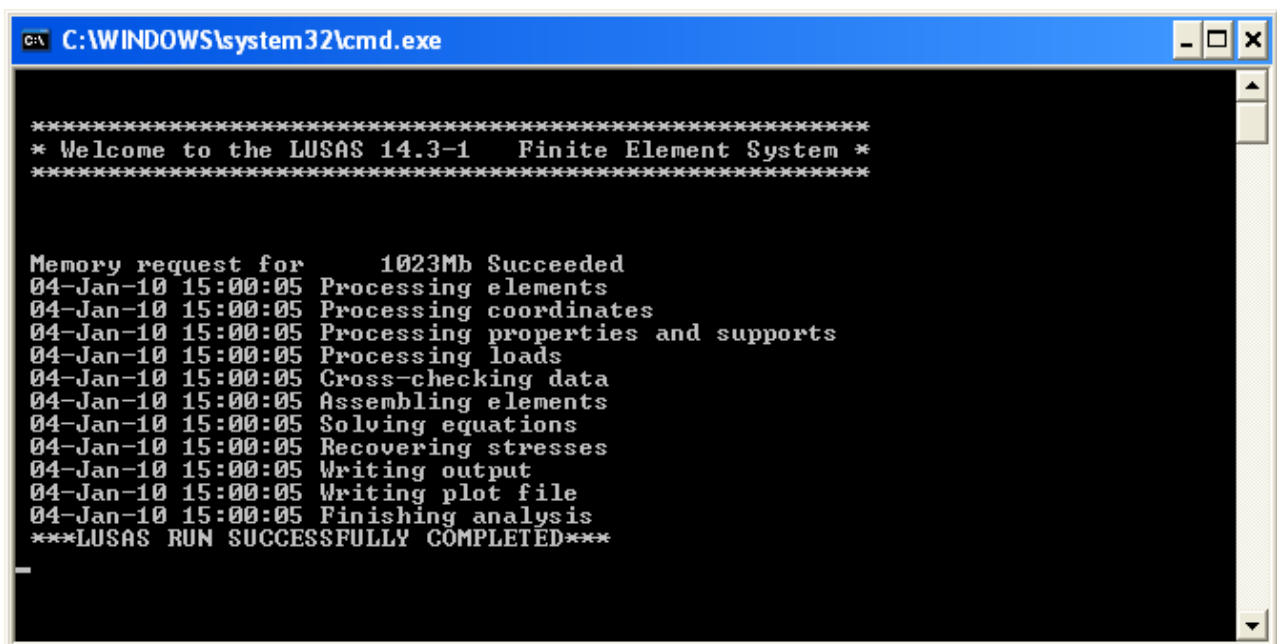 C:\WINDOWS\system32\cmd.exe
*******************************************************
* Welcome to the LUSAS 14.3-1   Finite Element System *
*******************************************************
Memory request for     1023Mb Succeeded
04-Jan-10 15:00:05 Processing elements
04-Jan-10 15:00:05 Processing coordinates
04-Jan-10 15:00:05 Processing properties and supports
04-Jan-10 15:00:05 Processing loads
04-Jan-10 15:00:05 Cross-checking data
04-Jan-10 15:00:05 Assembling elements
04-Jan-10 15:00:05 Solving equations
04-Jan-10 15:00:05 Recovering stresses
04-Jan-10 15:00:05 Writing output
04-Jan-10 15:00:05 Writing plot file
04-Jan-10 15:00:05 Finishing analysis
***LUSAS RUN SUCCESSFULLY COMPLETED***